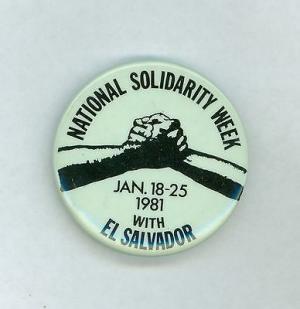 NATIONAL SOLIDARITY WEEK
JAN. 18-25
1981
WITH
EL SALVADOR